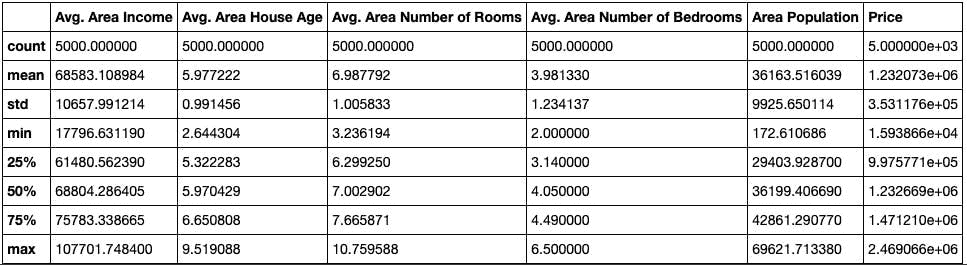 Avg. Area Income Avg. Area House Age Avg. Area Number of Rooms Avg. Area Number of Bedrooms Area Population Price
count 5000.000000 5000.000000 5000.000000 5000.000000 5000.000000 5.000000e+03
mean 68583.108984 5.977222 6.987792 3.981330 36163.516039 1.232073e+06
std 10657.991214 0.991456 1.005833 1.234137 9925.650114 3.531176e+05
min 17796.631190 2.644304 3.236194 2.000000 172.610686 1.593866e+04
25% 61480.562390 5.322283 6.299250 3.140000 29403.928700 9.975771e+05
50% 68804.286405 5.970429 7.002902 4.050000 36199.406690 1.232669e+06
75% 75783.338665 6.650808 7.665871 4.490000 42861.290770 1.471210e+06
max 107701.748400 9.519088 10.759588 6.500000 69621.713380 2.469066e+06